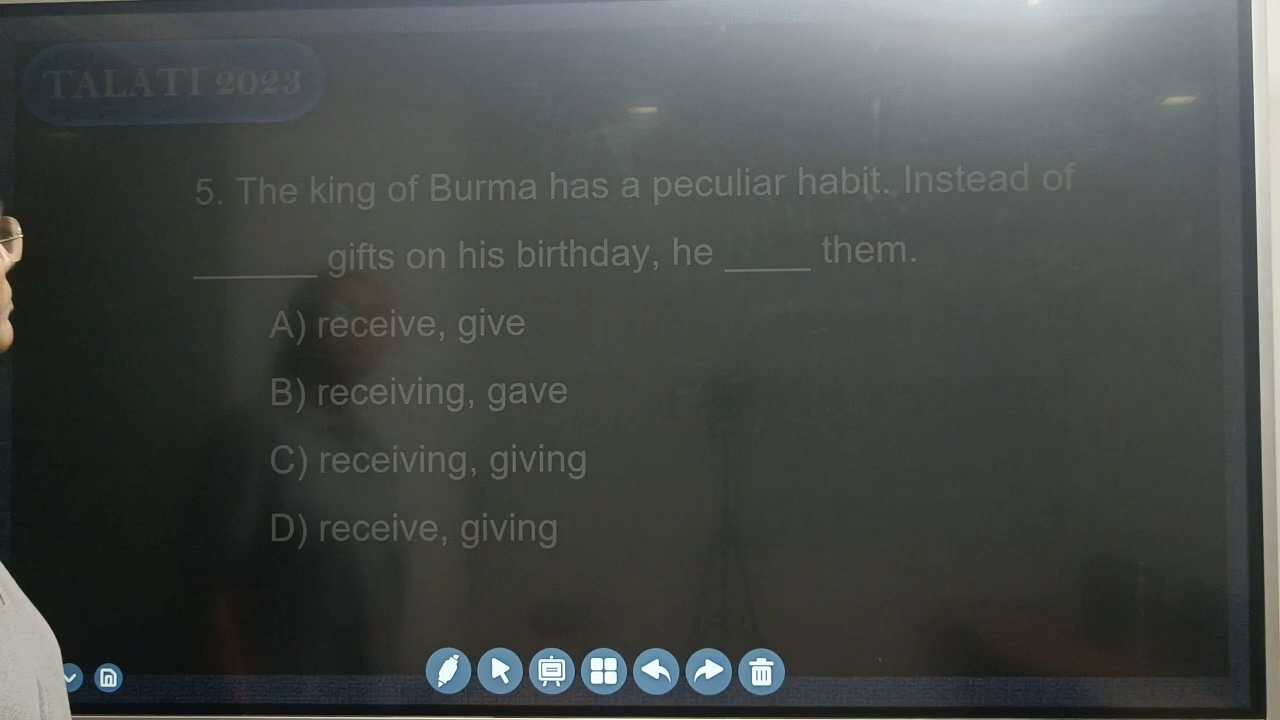 TALATI 2023
5. The king of Burma has a peculiar habit. Instead of
_______ gifts on his birthday, he _____ them.
A) receive, give
B) receiving, gave
C) receiving, giving
D) receive, giving